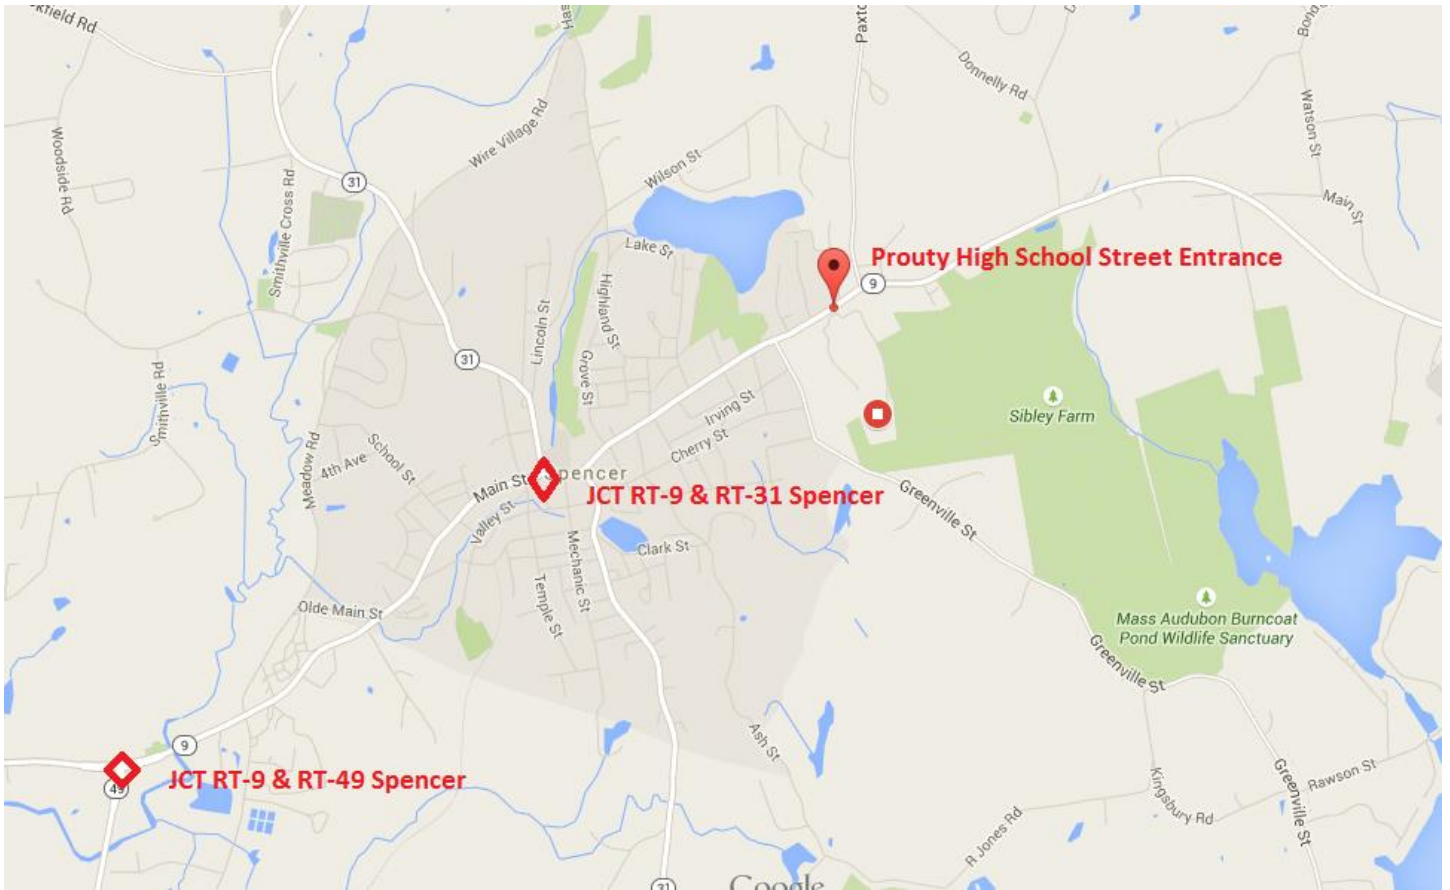 kfield Rd
Woodside Rd
31
Wire Village Rd
Paxto
Donnelly Rd
Watson St
Main St
Smithville Cross Rd
Wilson St
Lake St
Prouty High School Street Entrance
9
Highland St
Lincoln St
31
Grove St
Smithville Rd
Irving St
Cherry St
Sibley Farm
Meadow Rd
4th Ave
School St
Main St
Spencer
JCT RT-9 & RT-31 Spencer
Greenville St
Valley St
Mechanic St
Clark St
Temple St
Olde Main St
Mass Audubon Burncoat
Pond Wildlife Sanctuary
Greenville St
9
Ash St
JCT RT-9 & RT-49 Spencer
49
Kingsbury Rd
Greenville St
Rawson St
R Jones Rd
31
Google